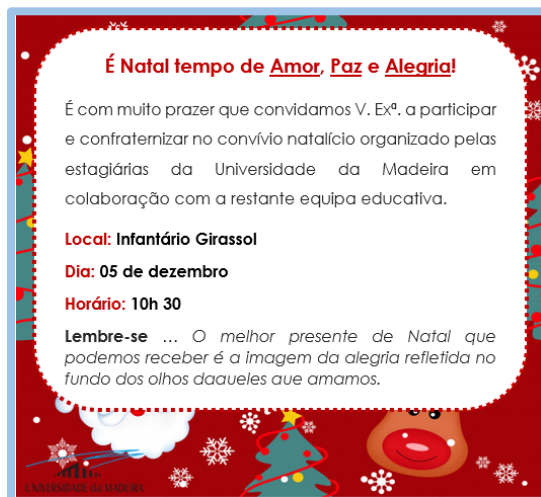 É Natal tempo de Amor, Paz e Alegria!
É com muito prazer que convidamos V. Exª. a participar
e confraternizar no convívio natalício organizado pelas
estagiárias da Universidade da Madeira em
colaboração com a restante equipa educativa.
Local: Infantário Girassol
Dia: 05 de dezembro
Horário: 10h 30
Lembre-se ... O melhor presente de Natal que
podemos receber é a imagem da alegria refletida no
fundo dos olhos daqueles que amamos.
UNIVERSIDADE da MADEIRA